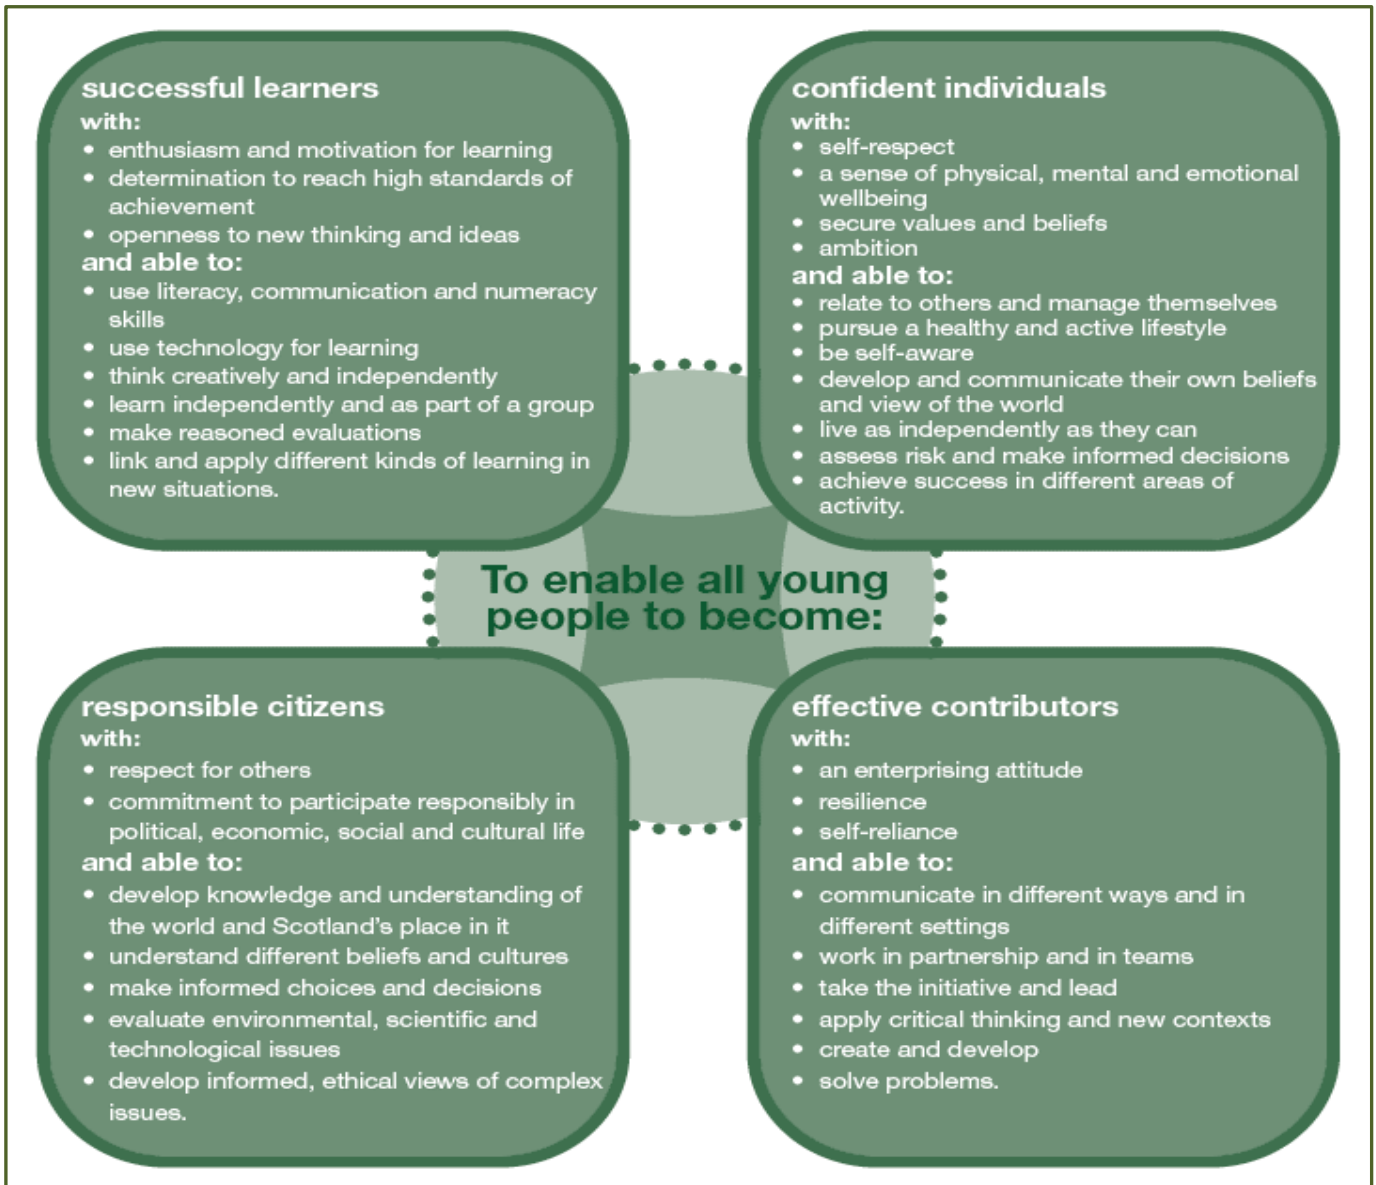 successful learners
with:
• enthusiasm and motivation for learning
• determination to reach high standards of
achievement
• openness to new thinking and ideas
and able to:
• use literacy, communication and numeracy
skills
• use technology for learning
• think creatively and independently
• learn independently and as part of a group
• make reasoned evaluations
• link and apply different kinds of learning in
new situations.
confident individuals
with:
• self-respect
• a sense of physical, mental and emotional
wellbeing
• secure values and beliefs
• ambition
and able to:
• relate to others and manage themselves
• pursue a healthy and active lifestyle
• be self-aware
• develop and communicate their own beliefs
and view of the world
• live as independently as they can
• assess risk and make informed decisions
• achieve success in different areas of
activity.
To enable all young
people to become:
responsible citizens
with:
• respect for others
• commitment to participate responsibly in
political, economic, social and cultural life
and able to:
• develop knowledge and understanding of
the world and Scotland’s place in it
• understand different beliefs and cultures
• make informed choices and decisions
• evaluate environmental, scientific and
technological issues
• develop informed, ethical views of complex
issues.
effective contributors
with:
• an enterprising attitude
• resilience
• self-reliance
and able to:
• communicate in different ways and in
different settings
• work in partnership and in teams
• take the initiative and lead
• apply critical thinking and new contexts
• create and develop
• solve problems.